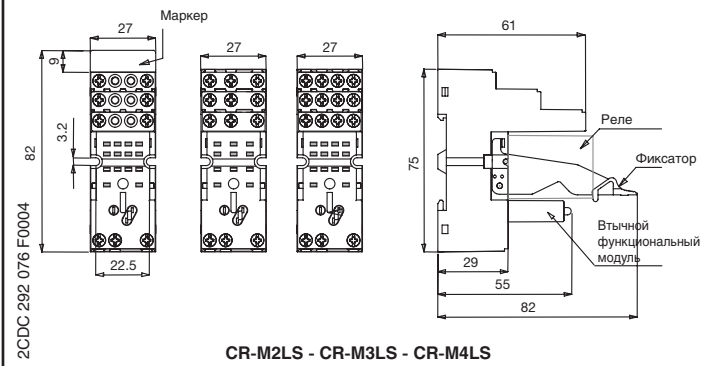 Маркер
27
27
27
61
9
3.2
82
75
Реле
Фиксатор
Втычной
функциональный
модуль
22.5
29
55
82
2CDC 292 076 F0004
CR-M2LS - CR-M3LS - CR-M4LS